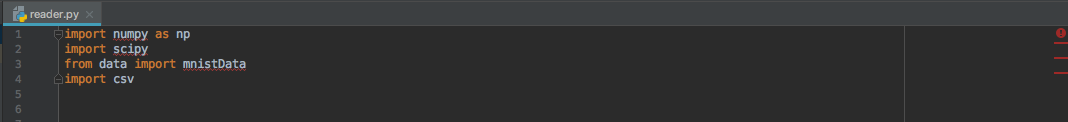 reader.py
1 import numpy as np
2 import scipy
3 from data import mnistData
4 import csv
5
6